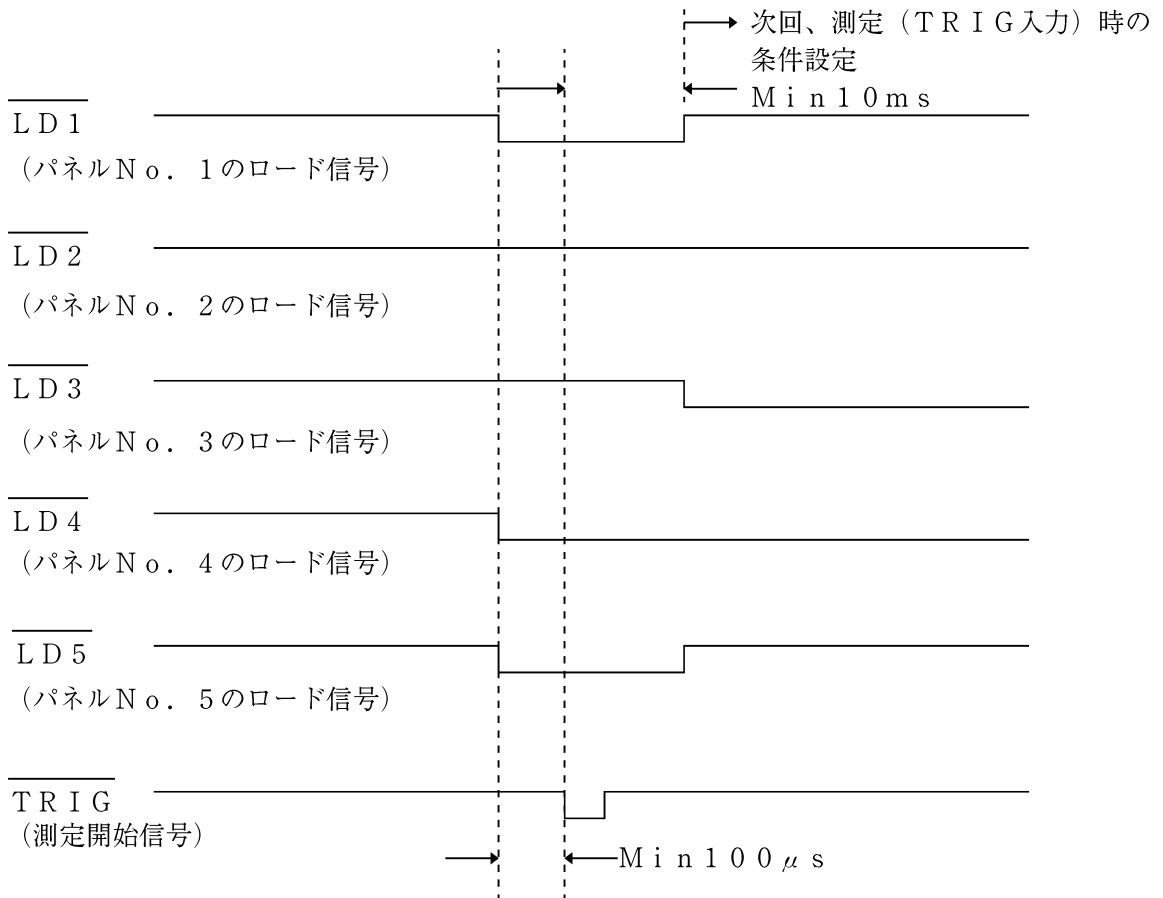 次回、測定（ＴＲＩＧ入力）時の
条件設定
Ｍｉｎ１０ｍｓ
ＬＤ１
（パネルＮｏ．１のロード信号）
ＬＤ２
（パネルＮｏ．２のロード信号）
ＬＤ３
（パネルＮｏ．３のロード信号）
ＬＤ４
（パネルＮｏ．４のロード信号）
ＬＤ５
（パネルＮｏ．５のロード信号）
ＴＲＩＧ
（測定開始信号）
Ｍｉｎ１００μｓ